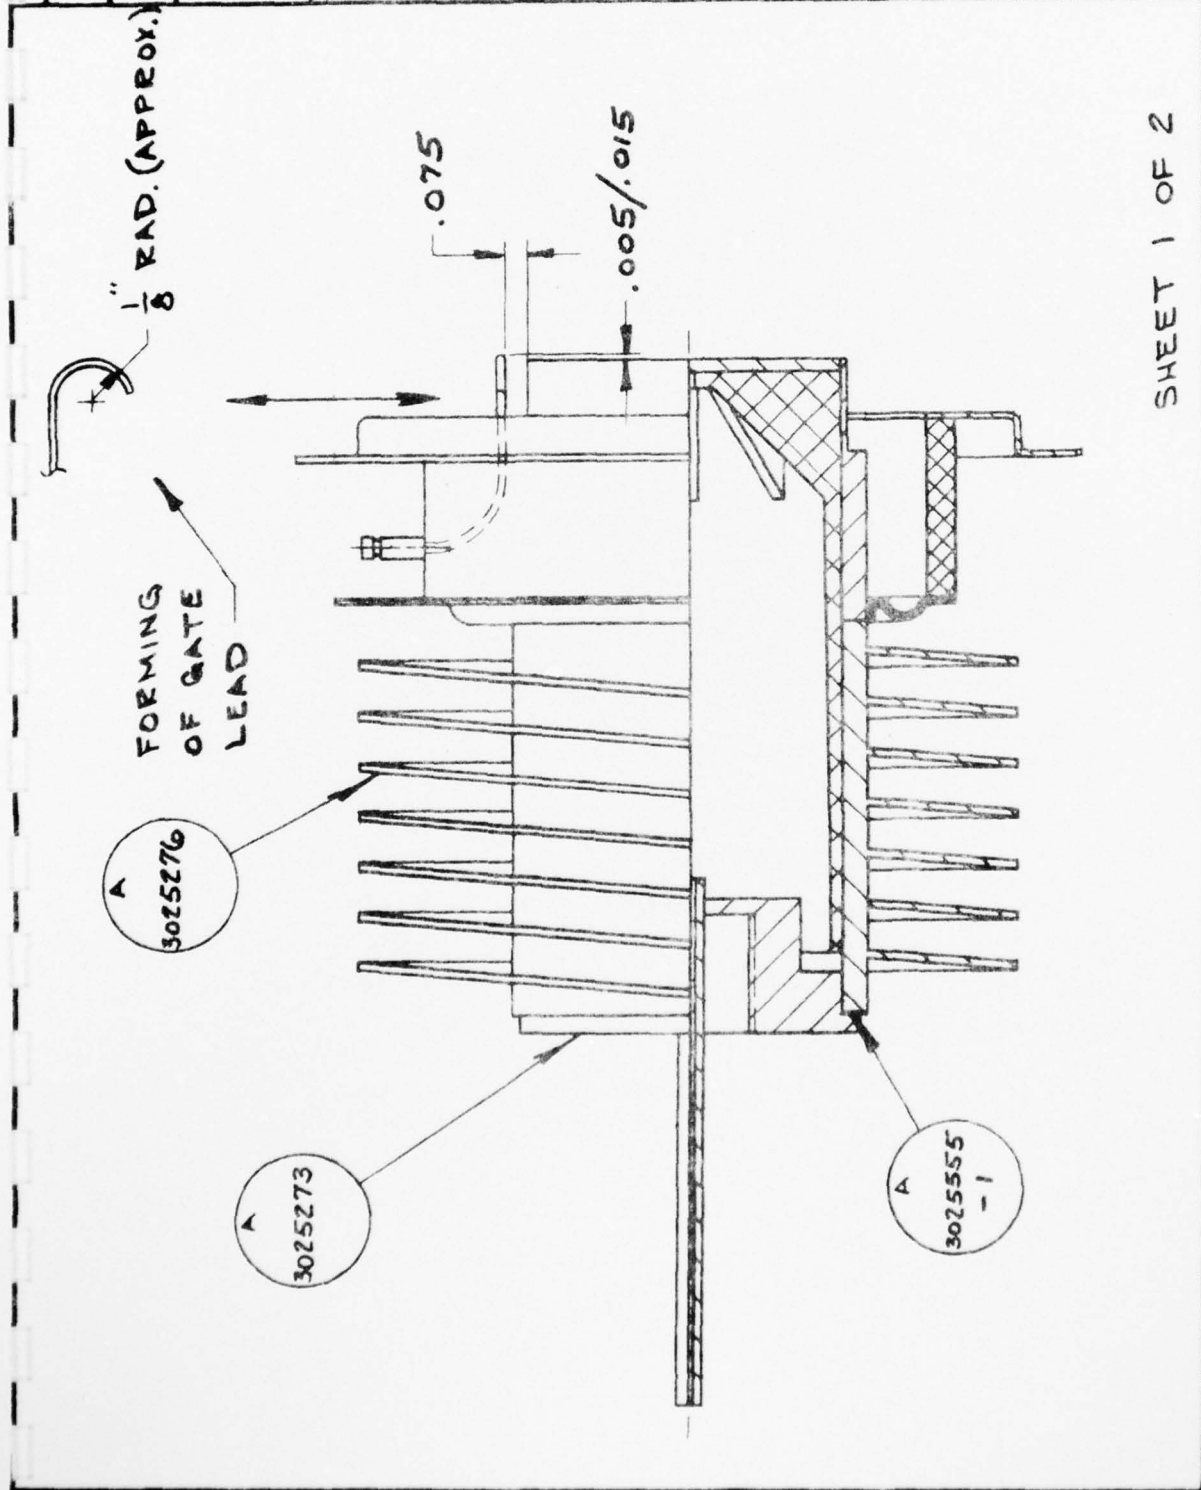 1/8" RAD. (APPROX.)
FORMING
OF GATE
LEAD
.075
.005/.015
A
3025276
A
3025273
A
3025555
-1
SHEET 1 OF 2